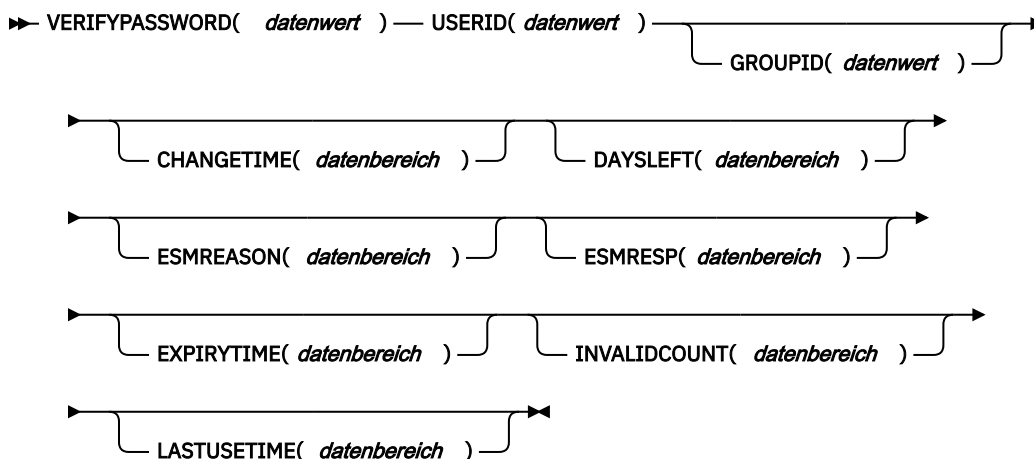 VERIFYPASSWORD( datenwert ) USERID( datenwert )
GROUPID( datenwert )
CHANGETIME( datenbereich ) DAYSLEFT( datenbereich )
ESMREASON( datenbereich ) ESMRESP( datenbereich )
EXPIRYTIME( datenbereich ) INVALIDCOUNT( datenbereich )
LASTUSETIME( datenbereich )